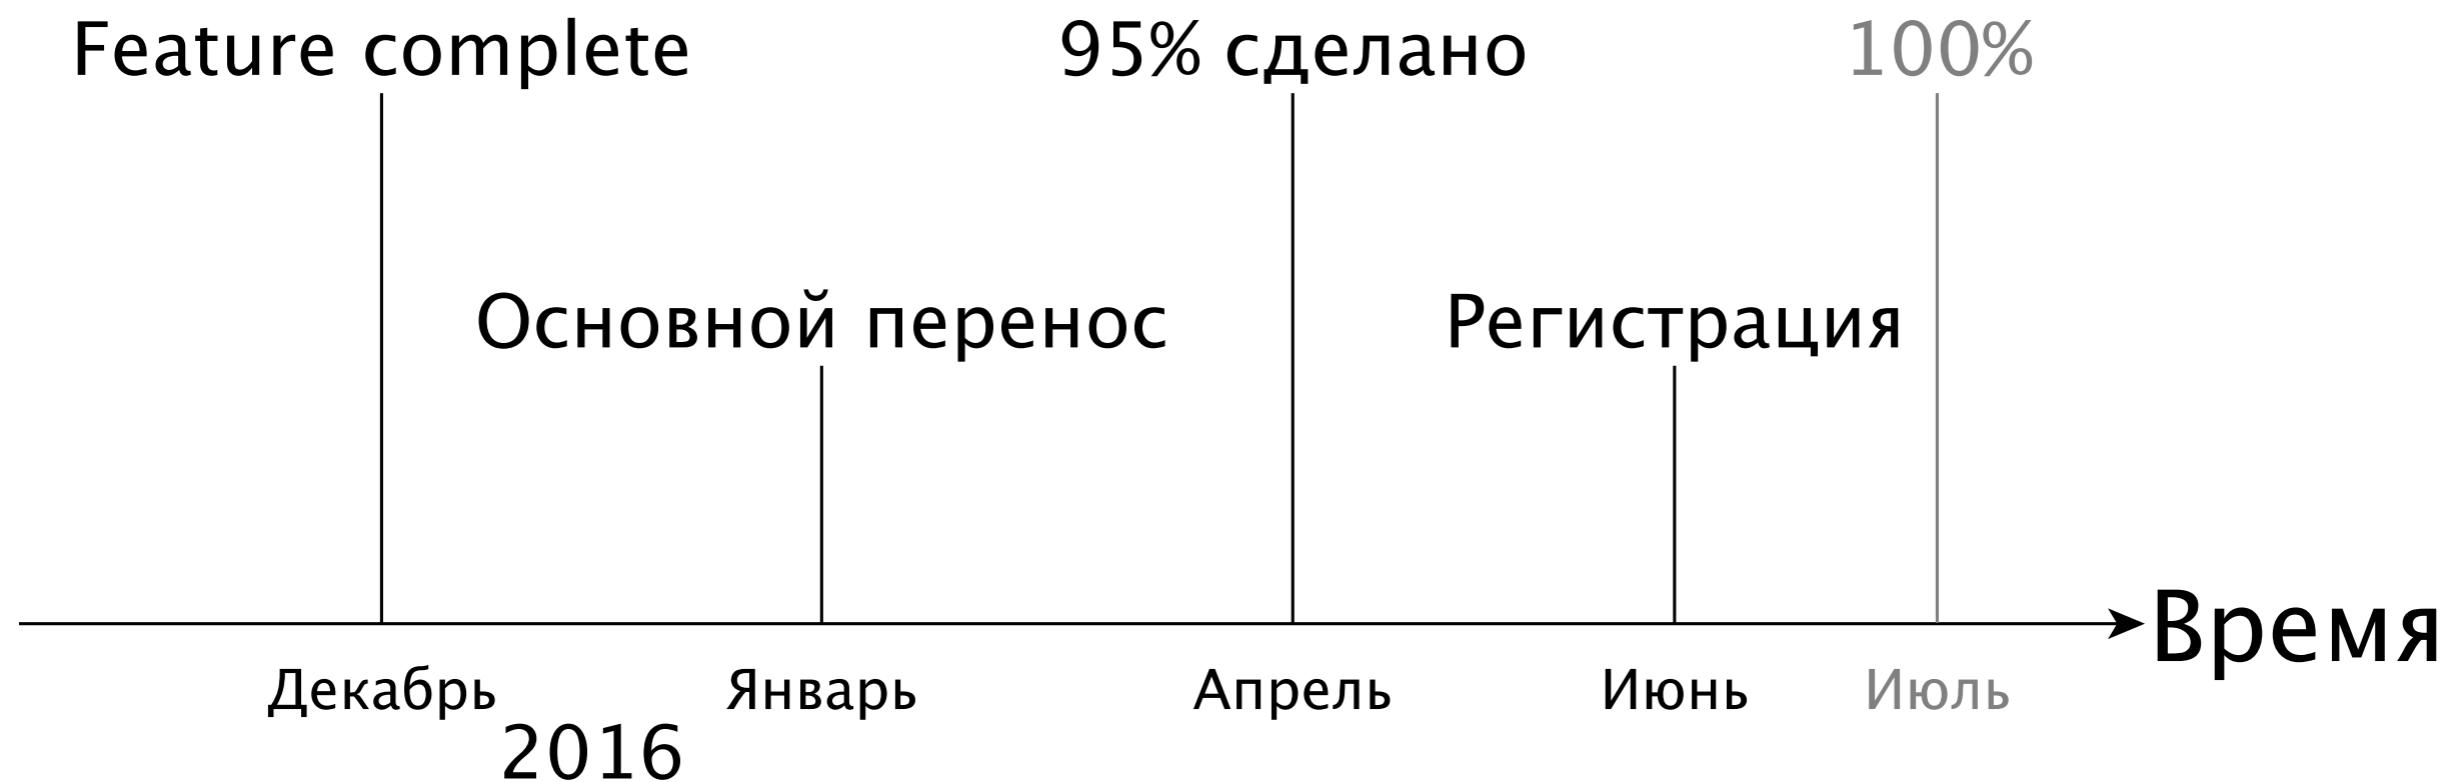 Feature complete
95% сделано
100%
Основной перенос
Регистрация
Время
Декабрь
Январь
Апрель
Июнь
Июль
2016